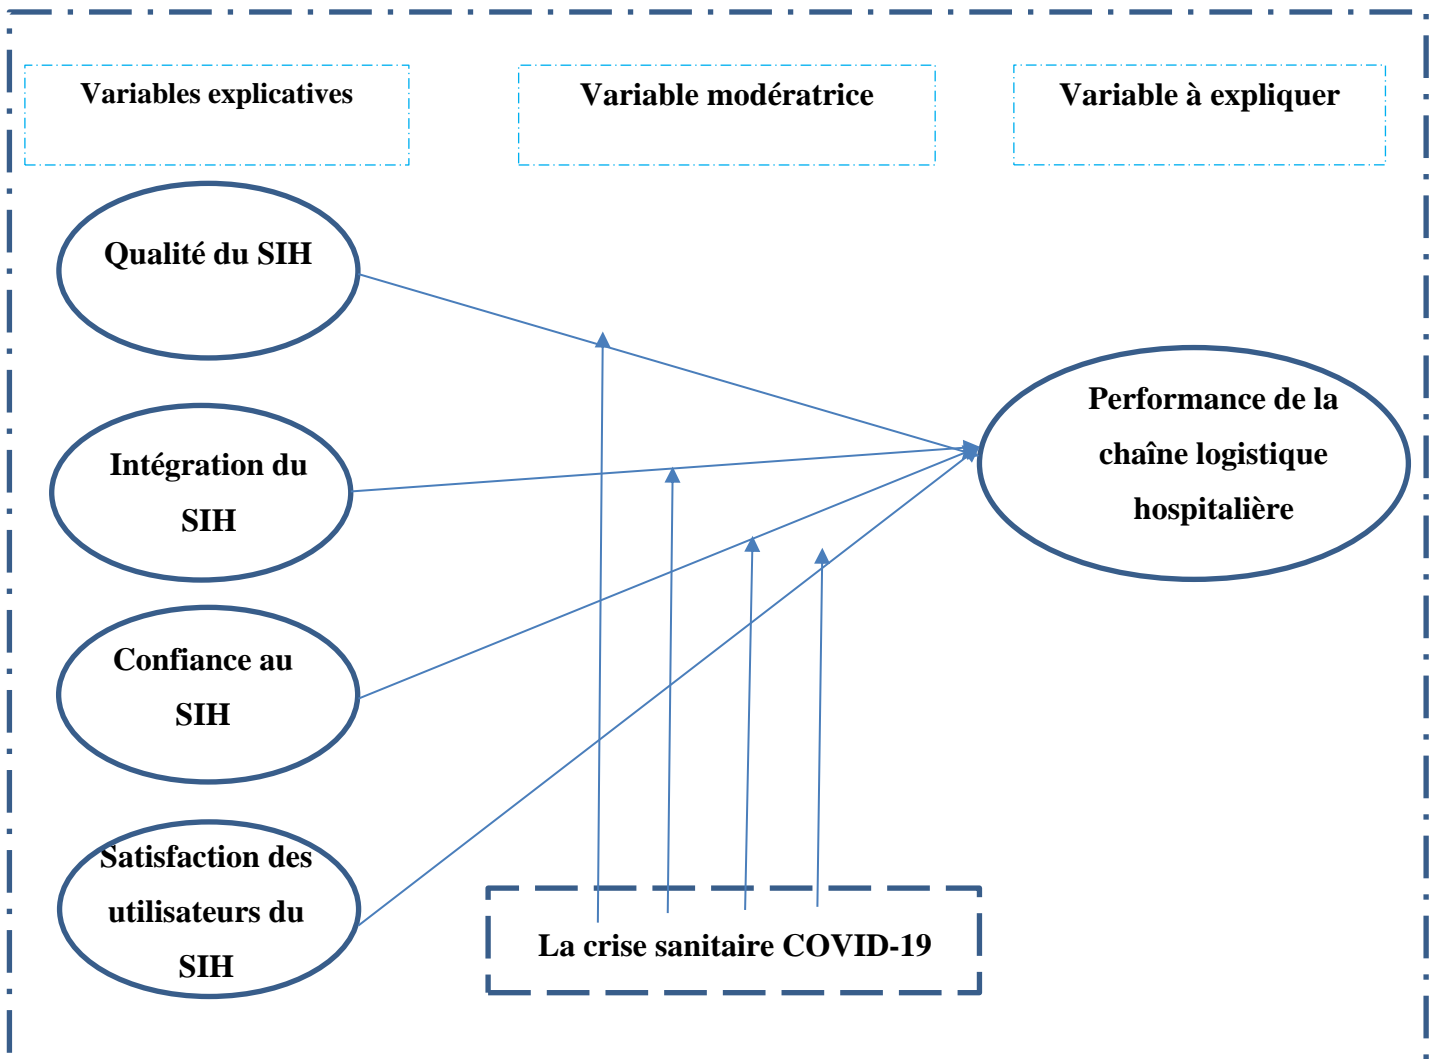 Variables explicatives
Variable modératrice
Variable à expliquer
Qualité du SIH
Intégration du
SIH
Confiance au
SIH
Satisfaction des
utilisateurs du
SIH
La crise sanitaire COVID-19
Performance de la
chaîne logistique
hospitalière